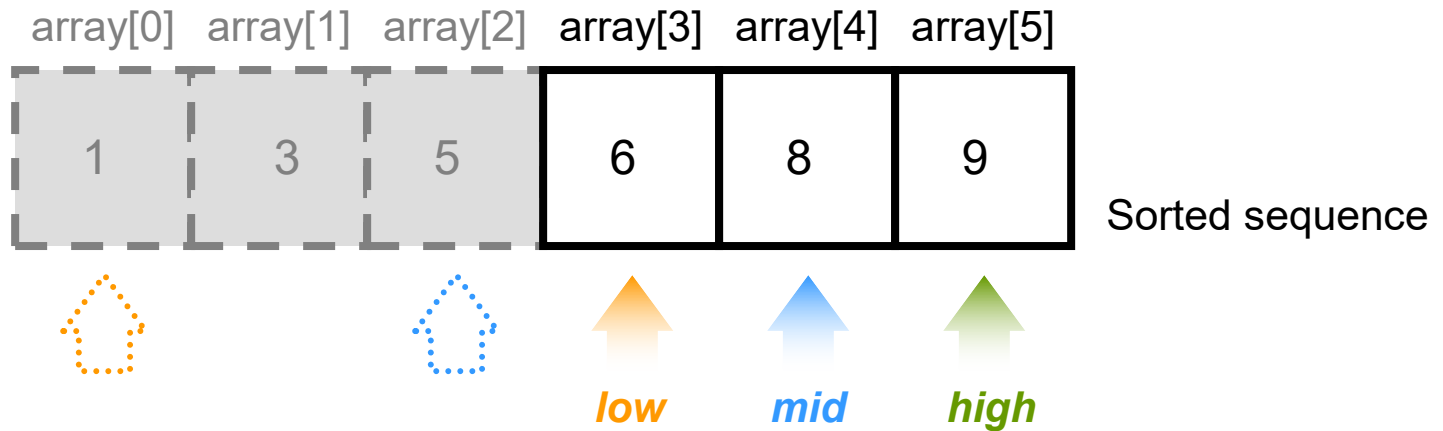 array[0] array[1] array[2] array[3] array[4] array[5]
1 3 5 6 8 9
Sorted sequence
low mid high